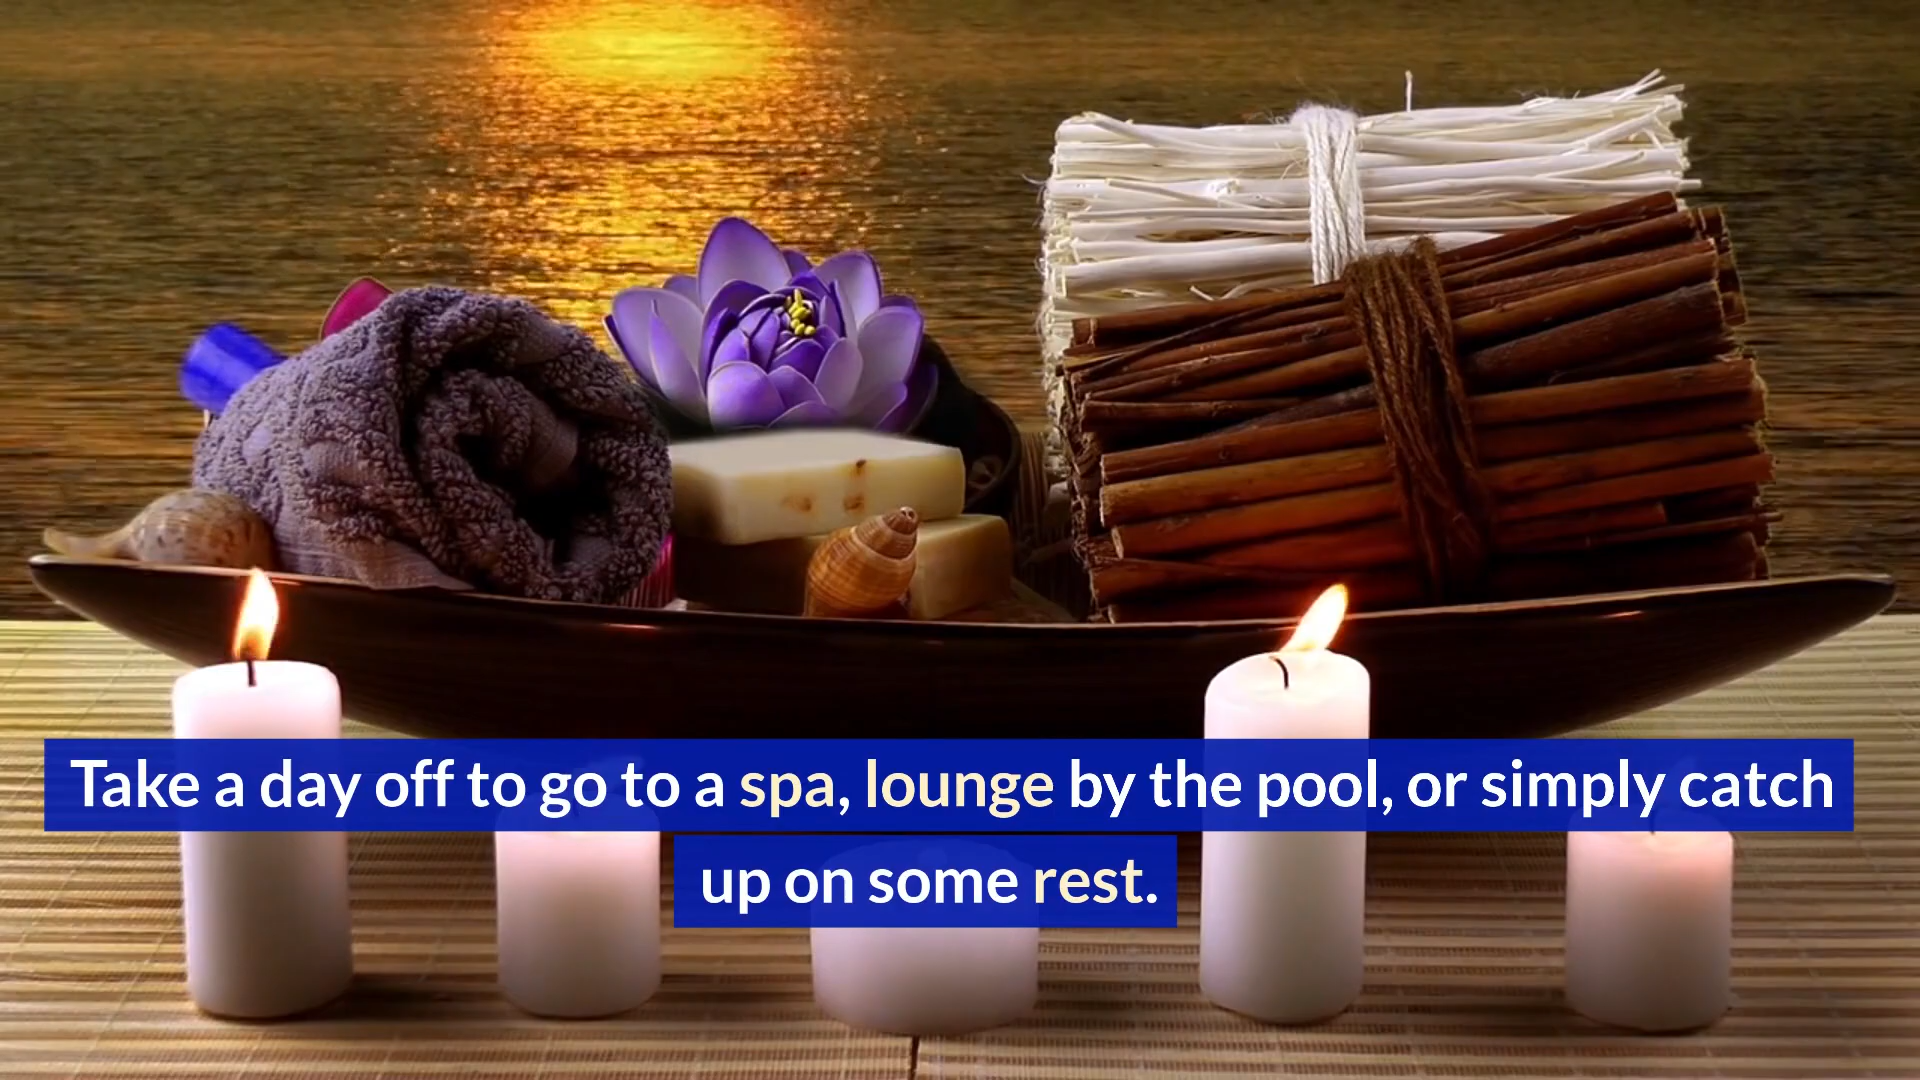 Take a day off to go to a spa, lounge by the pool, or simply catch
up on some rest.